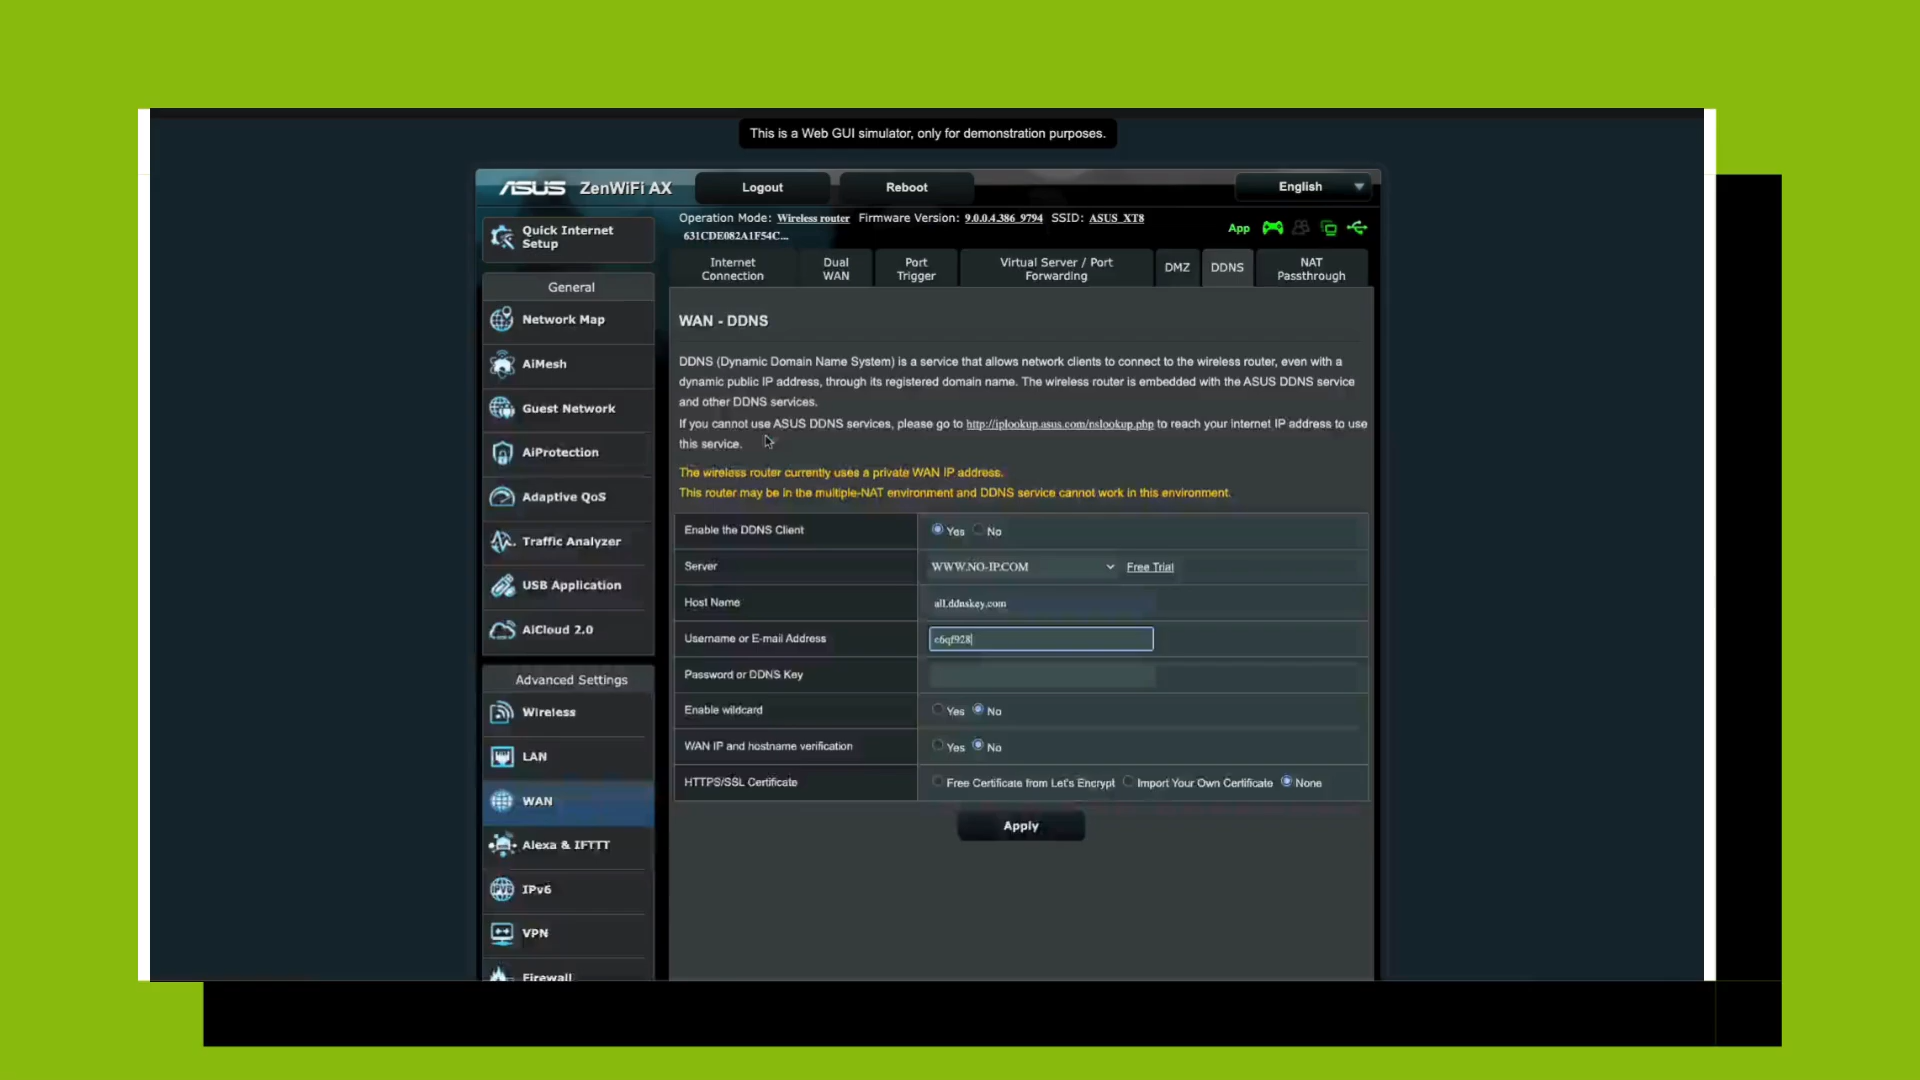 This is a Web GUI simulator, only for demonstration purposes.
ASUS ZenWiFi AX
Logout
Reboot
English
Quick Internet
Setup
Operation Mode: Wireless router Firmware Version: 9.0.0.4.386_9794 SSID: ASUS_XT8
631CDE082A1F54C...
App
Internet
Connection
Dual
WAN
Port
Trigger
Virtual Server / Port
Forwarding
DMZ
DDNS
NAT
Passthrough
General
Network Map
AiMesh
Guest Network
AiProtection
Adaptive QoS
Traffic Analyzer
USB Application
AiCloud 2.0
Advanced Settings
Wireless
LAN
WAN
Alexa & IFTTT
IPv6
VPN
Firewall
WAN - DDNS
DDNS (Dynamic Domain Name System) is a service that allows network clients to connect to the wireless router, even with a
dynamic public IP address, through its registered domain name. The wireless router is embedded with the ASUS DDNS service
and other DDNS services.
If you cannot use ASUS DDNS services, please go to http://iplookup.asus.com/nslookup.php to reach your internet IP address to use
this service.
The wireless router currently uses a private WAN IP address.
This router may be in the multiple-NAT environment and DDNS service cannot work in this environment.
Enable the DDNS Client Yes No
Server WWW.NO-IP.COM Free Trial
Host Name all.ddnskey.com
Username or E-mail Address c6qf928
Password or DDNS Key
Enable wildcard Yes No
WAN IP and hostname verification Yes No
HTTPS/SSL Certificate Free Certificate from Let's Encrypt Import Your Own Certificate None
Apply